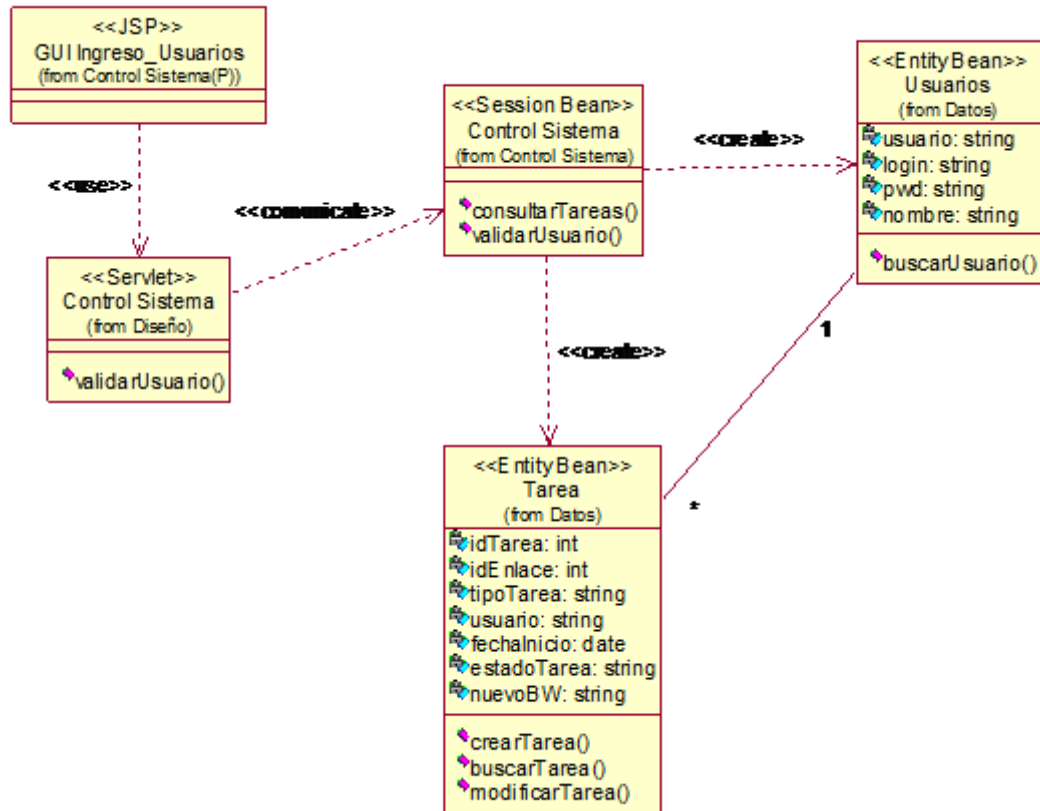 <<JSP>>
GUI Ingreso_Usuarios
(from Control Sistema(P))
<<use>>
<<Servlet>>
Control Sistema
(from Diseño)
validarUsuario()
<<comunicate>>
<<Session Bean>>
Control Sistema
(from Control Sistema)
consultarTareas()
validarUsuario()
<<create>>
<<EntityBean>>
Usuarios
(from Datos)
usuario: string
login: string
pwd: string
nombre: string
buscarUsuario()
<<create>>
1
*
<<EntityBean>>
Tarea
(from Datos)
idTarea: int
idEnlace: int
tipoTarea: string
usuario: string
fechaInicio: date
estadoTarea: string
nuevoBW: string
crearTarea()
buscarTarea()
modificarTarea()